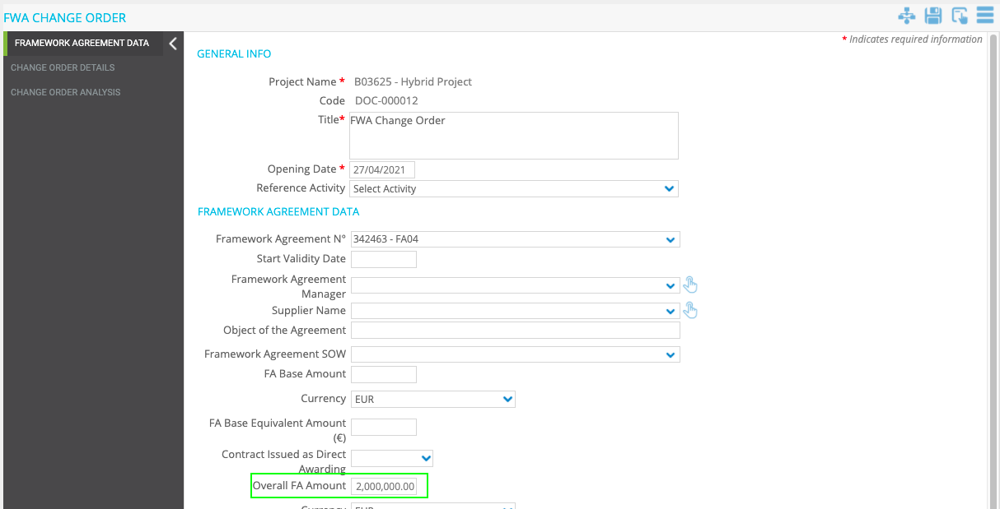 FWA CHANGE ORDER
FRAMEWORK AGREEMENT DATA
CHANGE ORDER DETAILS
CHANGE ORDER ANALYSIS
* Indicates required information
GENERAL INFO
Project Name * B03625 - Hybrid Project
Code DOC-000012
Title* FWA Change Order
Opening Date * 27/04/2021
Reference Activity Select Activity
FRAMEWORK AGREEMENT DATA
Framework Agreement N° 342463 - FA04
Start Validity Date
Framework Agreement
Manager
Supplier Name
Object of the Agreement
Framework Agreement SOW
FA Base Amount
Currency EUR
FA Base Equivalent Amount
(€)
Contract Issued as Direct
Awarding
Overall FA Amount 2,000,000.00
Currency EUR